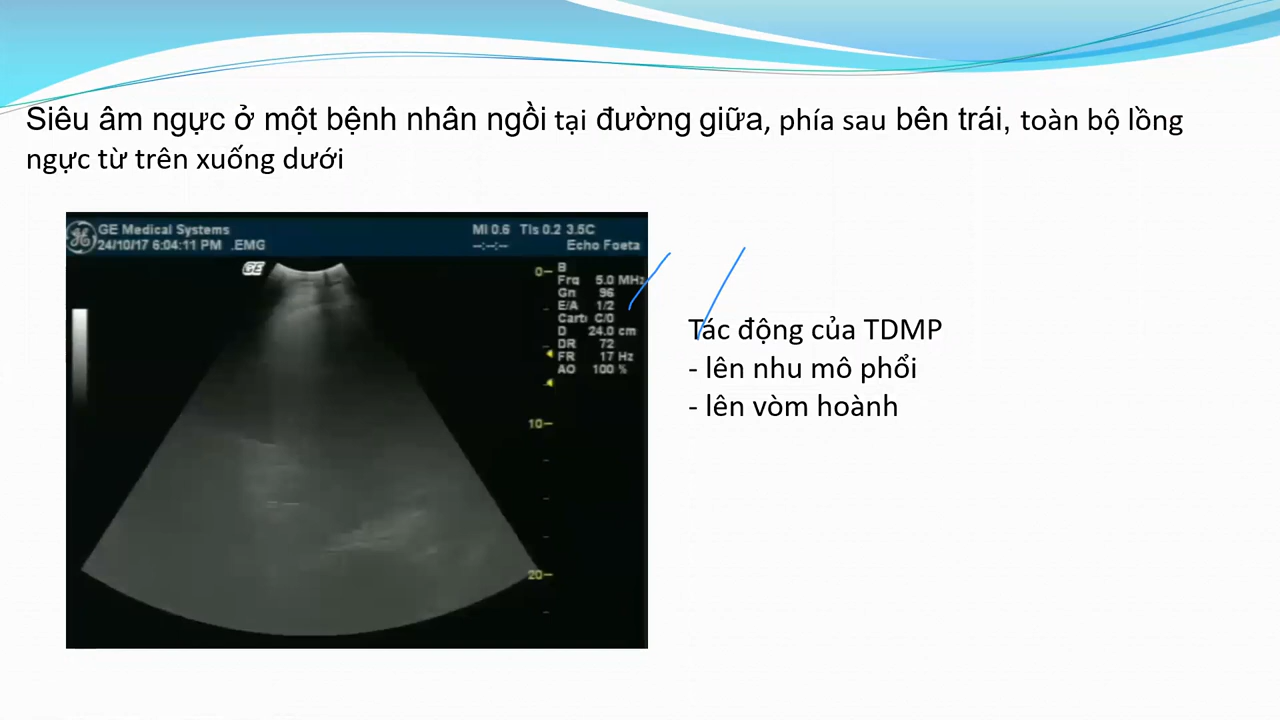 Siêu âm ngực ở một bệnh nhân ngồi tại đường giữa, phía sau bên trái, toàn bộ lồng
ngực từ trên xuống dưới
GE Medical Systems
24/10/17 6:04:11 PM .EMG
MI 0.6 TIs 0.2 3.5C
--:--:--
Echo Foeta
GE
0
B
Frq 5.0 MHz
Gn 96
E/A 1/2
Carto C/0
D 24.0 cm
DR 72
FR 17 Hz
AO 100 %
10
20
Tác động của TDMP
- lên nhu mô phổi
- lên vòm hoành